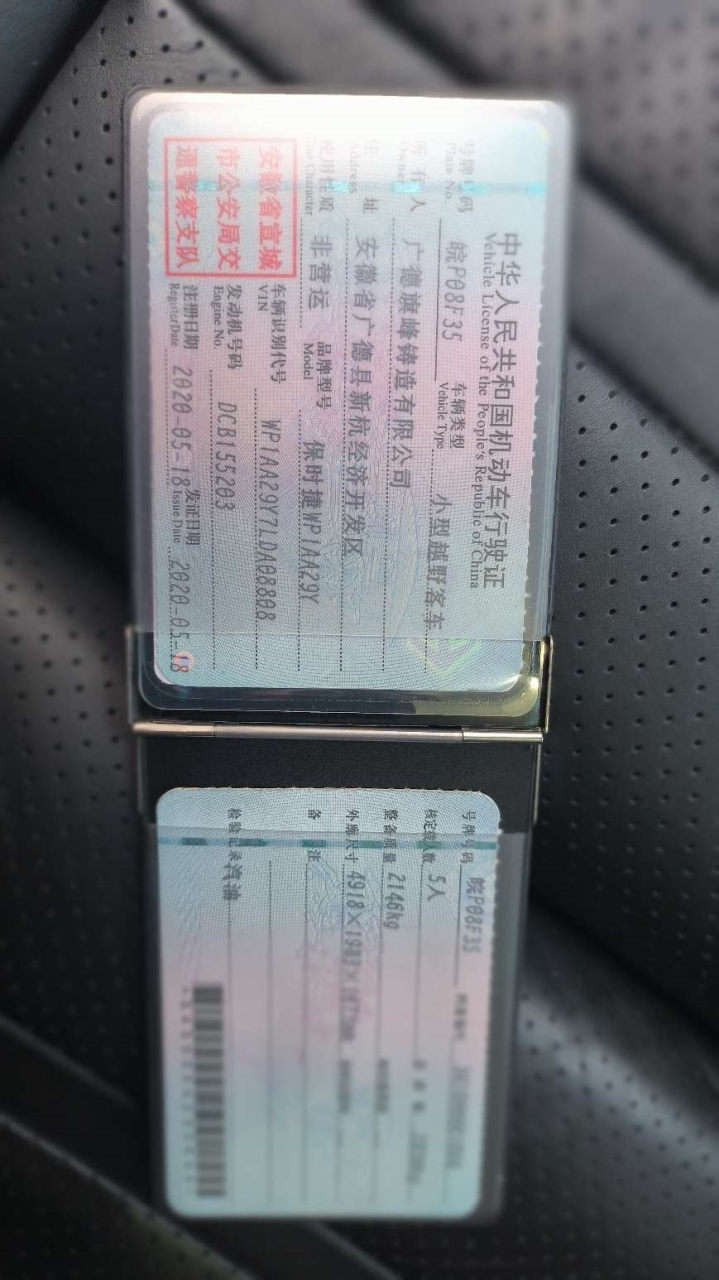 中华人民共和国机动车行驶证
Vehicle License of the People's Republic of China
号牌号码 皖P08F35 车辆类型 小型越野客车
Plate No. Vehicle Type
所有人 广德旗峰铸造有限公司
Owner
住址 安徽省广德县新杭经济开发区
Address
使用性质 非营运 品牌型号 保时捷WP1AA29Y
Use Character Model
安徽省宣城
市公安局交
通警察支队
车辆识别代号 WP1AA29Y7LDA08808
VIN
发动机号码 DCB155203
Engine No.
注册日期 2020-05-18 发证日期 2020-05-18
Register Date Issue Date
号牌号码 皖P08F35
核定载人数 5人
整备质量 2146kg
外廓尺寸
备注
检验记录 汽油